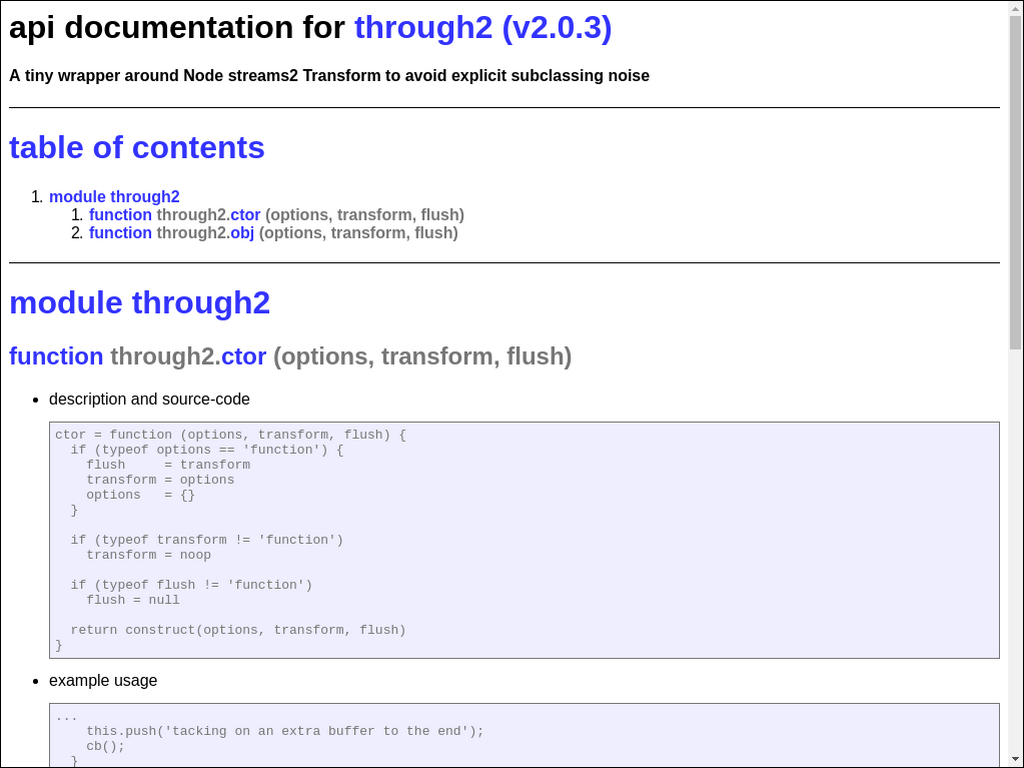 api documentation for through2 (v2.0.3)
A tiny wrapper around Node streams2 Transform to avoid explicit subclassing noise
table of contents
1. module through2
1. function through2.ctor (options, transform, flush)
2. function through2.obj (options, transform, flush)
module through2
function through2.ctor (options, transform, flush)
• description and source-code
ctor = function (options, transform, flush) {
  if (typeof options == 'function') {
    flush     = transform
    transform = options
    options   = {}
  }
  if (typeof transform != 'function')
    transform = noop
  if (typeof flush != 'function')
    flush = null
  return construct(options, transform, flush)
}
• example usage
...
    this.push('tacking on an extra buffer to the end');
    cb();
  }